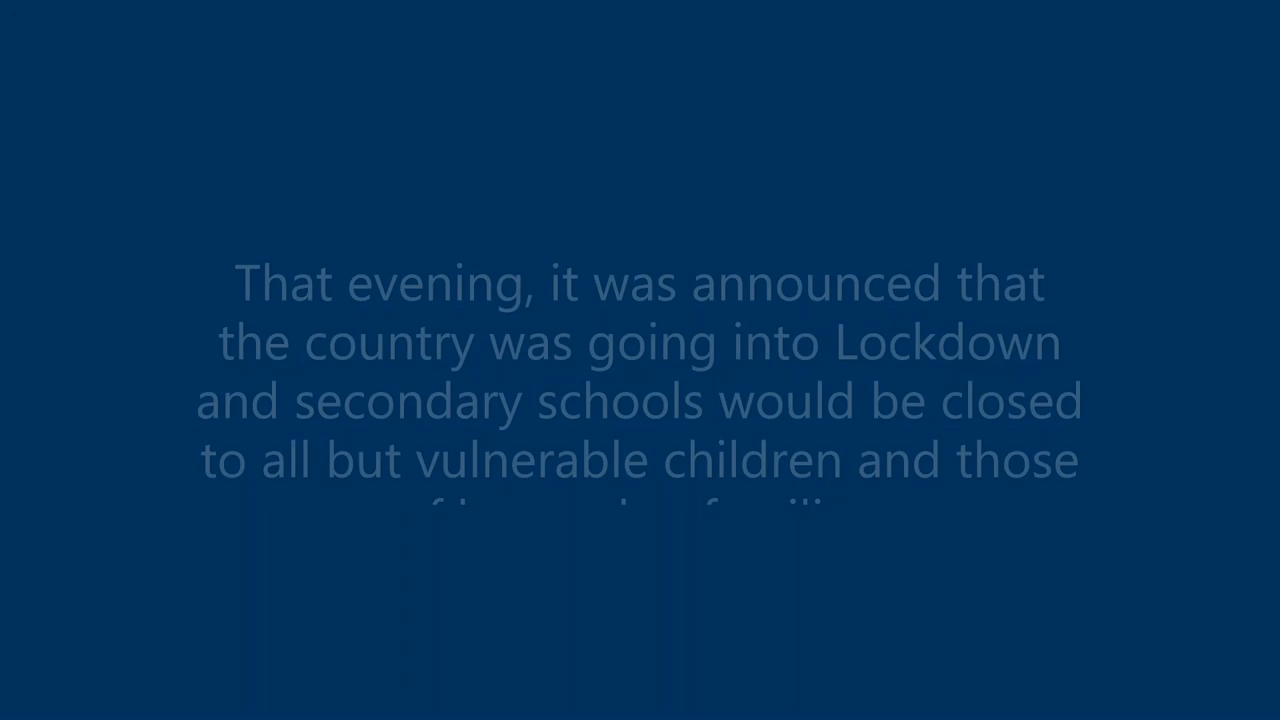 That evening, it was announced that
the country was going into Lockdown
and secondary schools would be closed
to all but vulnerable children and those